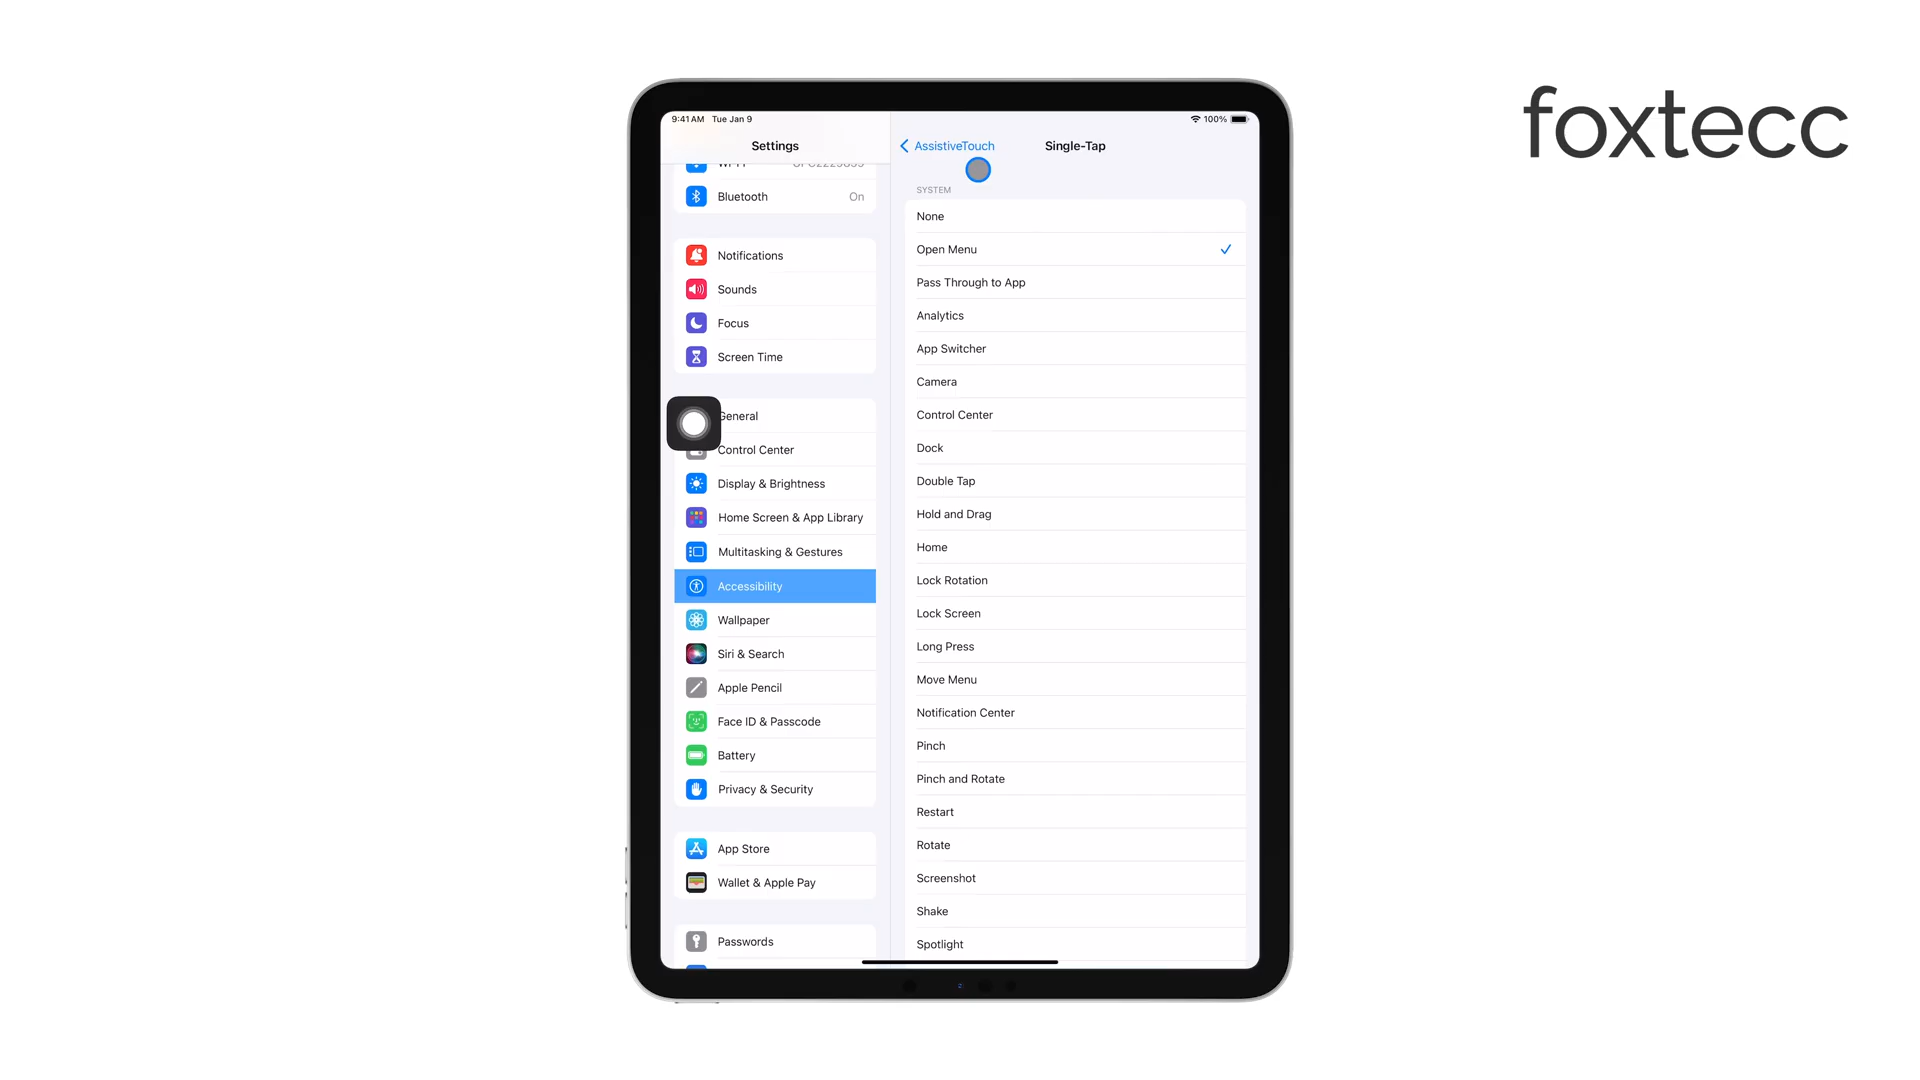 foxtecc
9:41 AM Tue Jan 9
100%
Settings
Bluetooth On
Notifications
Sounds
Focus
Screen Time
General
Control Center
Display & Brightness
Home Screen & App Library
Multitasking & Gestures
Accessibility
Wallpaper
Siri & Search
Apple Pencil
Face ID & Passcode
Battery
Privacy & Security
App Store
Wallet & Apple Pay
Passwords
AssistiveTouch
Single-Tap
SYSTEM
None
Open Menu
Pass Through to App
Analytics
App Switcher
Camera
Control Center
Dock
Double Tap
Hold and Drag
Home
Lock Rotation
Lock Screen
Long Press
Move Menu
Notification Center
Pinch
Pinch and Rotate
Restart
Rotate
Screenshot
Shake
Spotlight